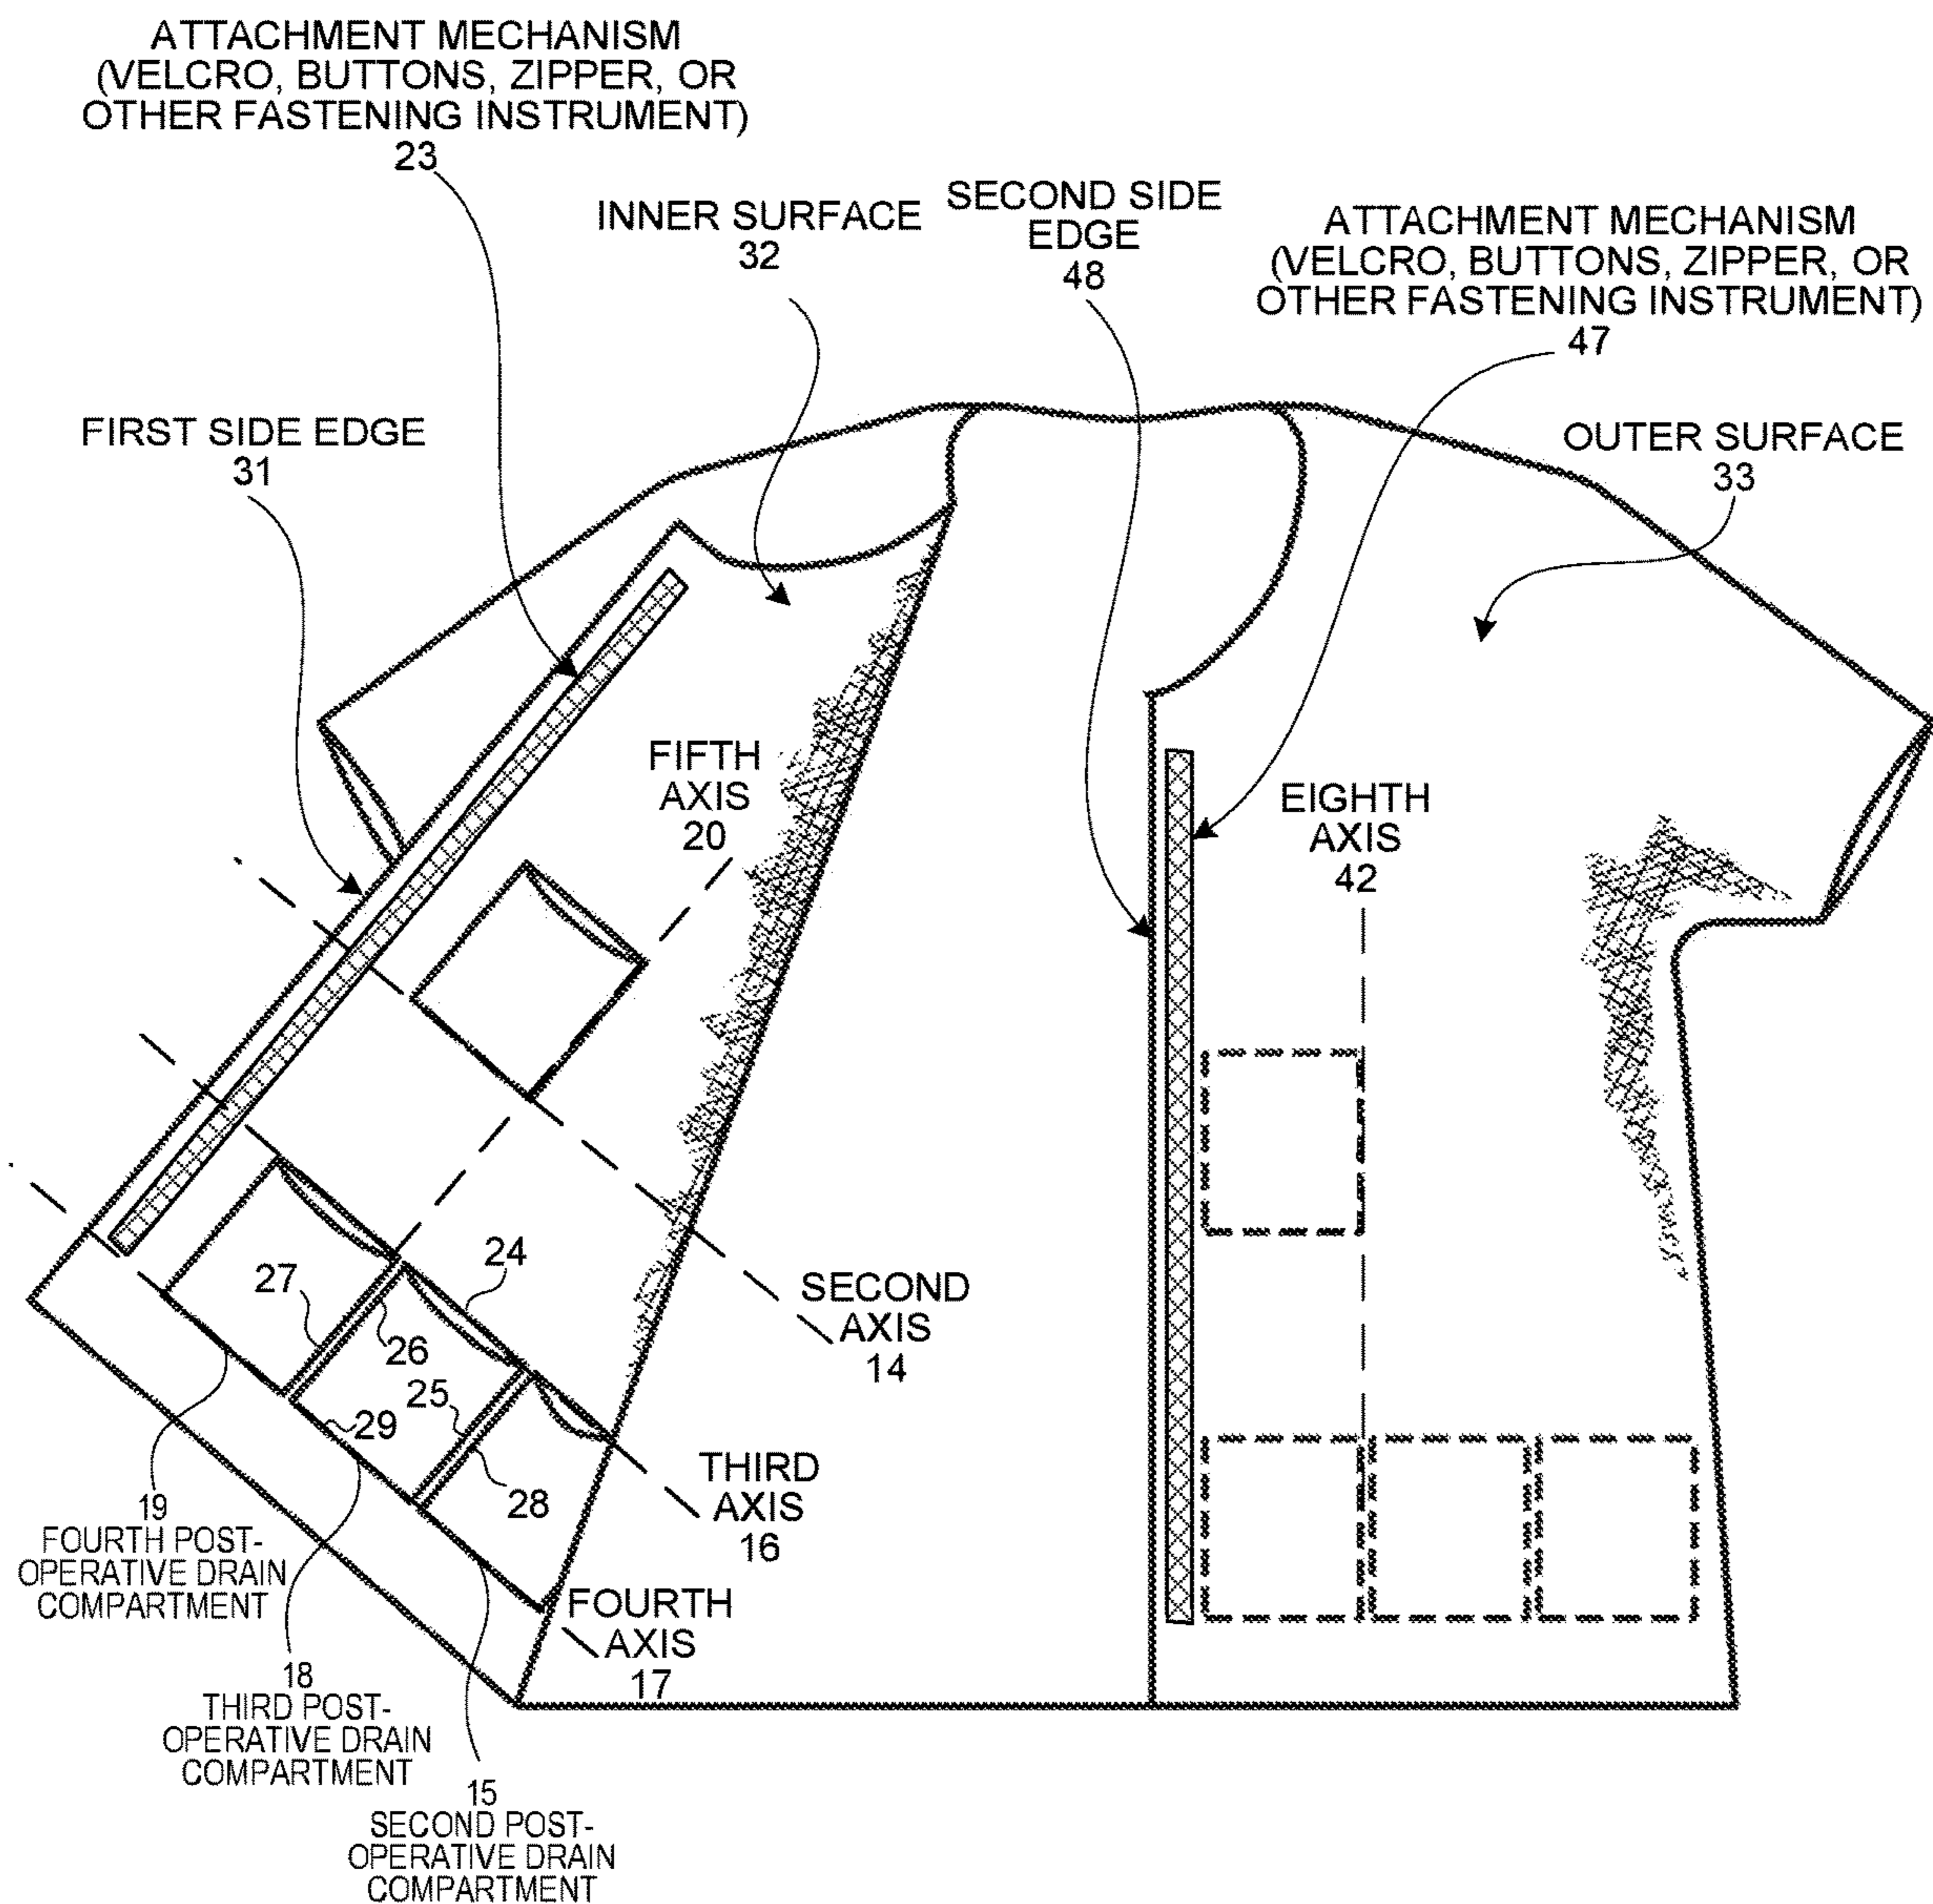 ATTACHMENT MECHANISM
(VELCRO, BUTTONS, ZIPPER, OR
OTHER FASTENING INSTRUMENT)
23
INNER SURFACE
32
SECOND SIDE
EDGE
48
ATTACHMENT MECHANISM
(VELCRO, BUTTONS, ZIPPER, OR
OTHER FASTENING INSTRUMENT)
47
FIRST SIDE EDGE
31
OUTER SURFACE
33
FIFTH
AXIS
20
EIGHTH
AXIS
42
24
27
26
25
29
28
SECOND
AXIS
14
THIRD
AXIS
16
FOURTH
AXIS
17
19
FOURTH POST-
OPERATIVE DRAIN
COMPARTMENT
18
THIRD POST-
OPERATIVE DRAIN
COMPARTMENT
15
SECOND POST-
OPERATIVE DRAIN
COMPARTMENT